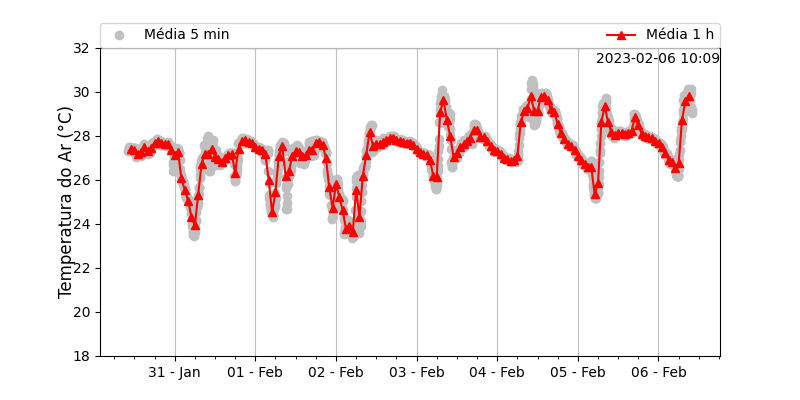 Média 5 min
Média 1 h
2023-02-06 10:09
Temperatura do Ar (°C)
32
30
28
26
24
22
20
18
31 - Jan
01 - Feb
02 - Feb
03 - Feb
04 - Feb
05 - Feb
06 - Feb